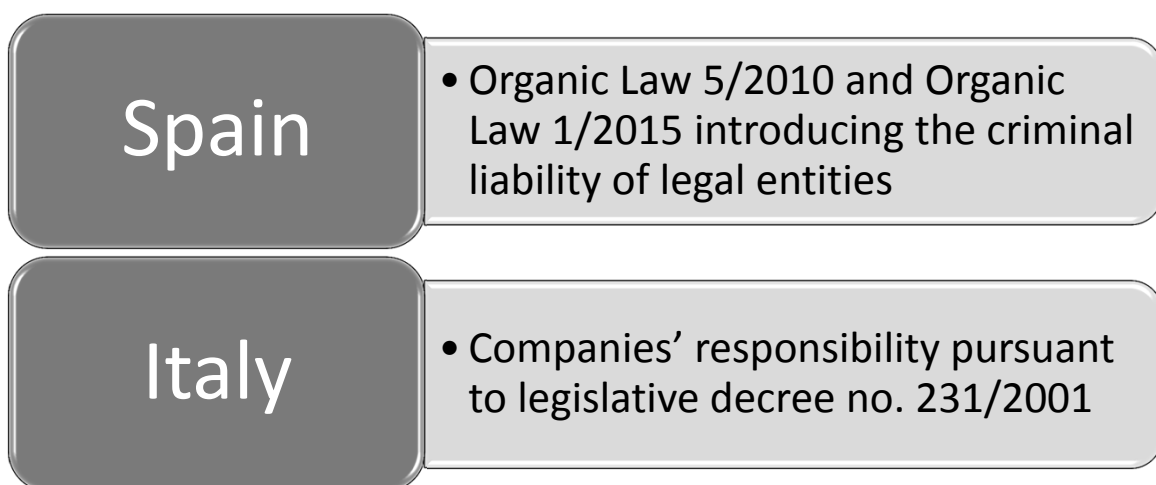 Spain
• Organic Law 5/2010 and Organic
Law 1/2015 introducing the criminal
liability of legal entities
Italy
• Companies’ responsibility pursuant
to legislative decree no. 231/2001